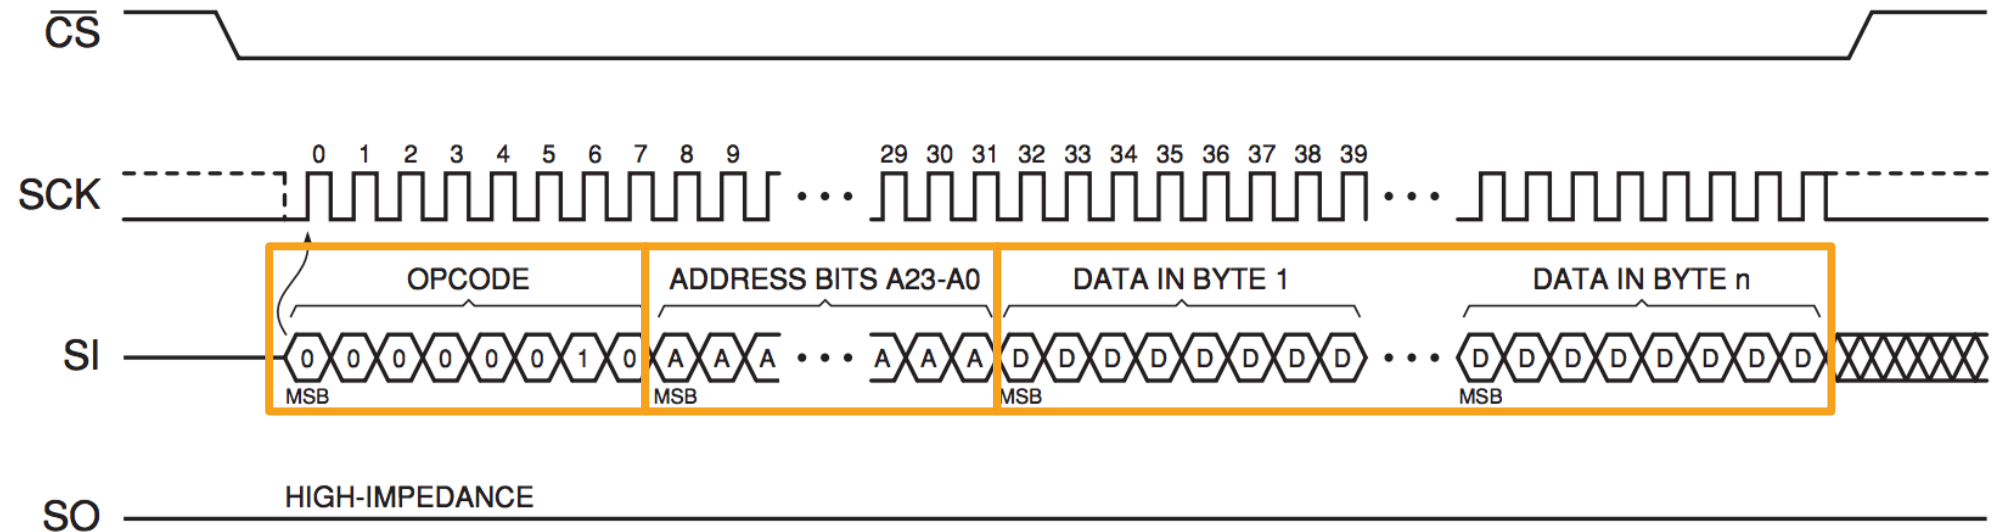 C̅S̅
0 1 2 3 4 5 6 7 8 9 29 30 31 32 33 34 35 36 37 38 39
SCK
OPCODE ADDRESS BITS A23-A0 DATA IN BYTE 1 DATA IN BYTE n
SI 0 0 0 0 0 0 1 0 A A A A A A D D D D D D D D D D D D D D D D
MSB MSB MSB MSB
HIGH-IMPEDANCE
SO